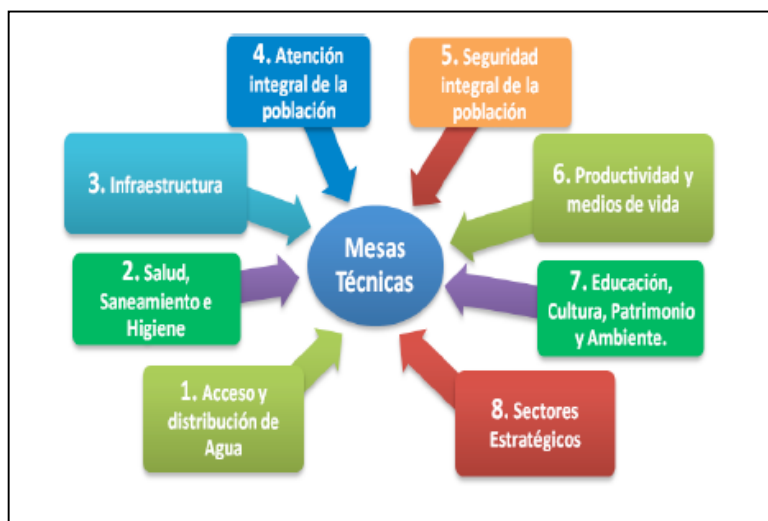 4. Atención
integral de la
población
5. Seguridad
integral de la
población
3. Infraestructura
6. Productividad y
medios de vida
Mesas
Técnicas
2. Salud,
Saneamiento e
Higiene
7. Educación,
Cultura, Patrimonio
y Ambiente.
1. Acceso y
distribución de
Agua
8. Sectores
Estratégicos